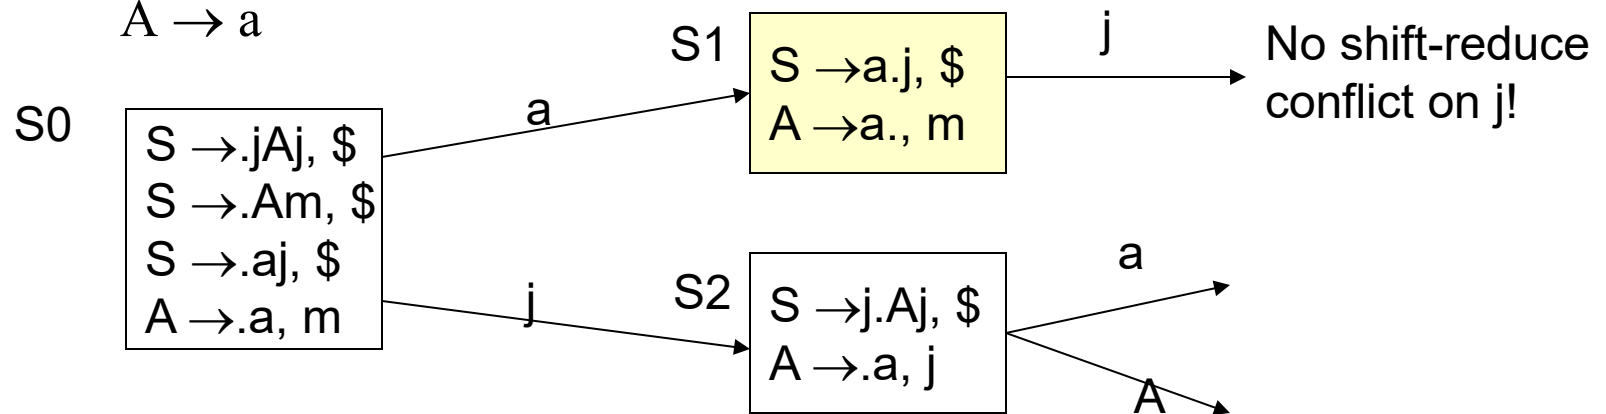 A → a
S0
S →.jAj, $
S →.Am, $
S →.aj, $
A →.a, m
a
j
S1
S →a.j, $
A →a., m
j
No shift-reduce
conflict on j!
S2
S →j.Aj, $
A →.a, j
a
A